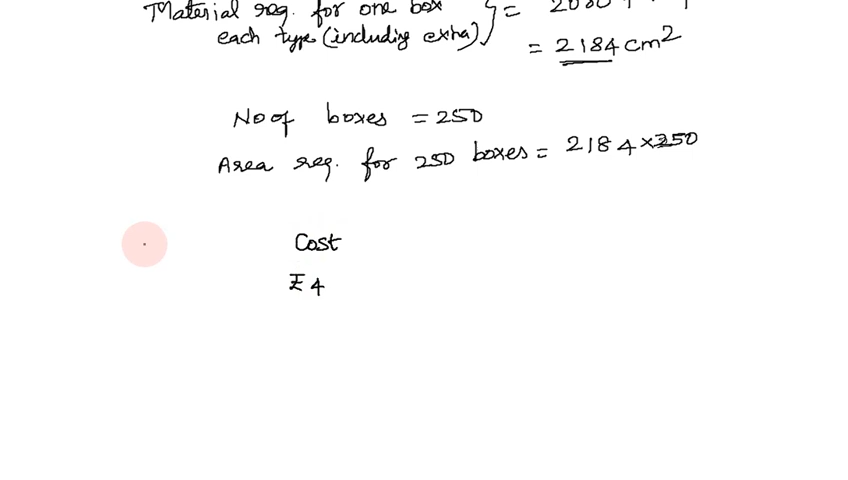 Material req. for one box
each type (including extra) } =
= 2184 cm2
No of boxes = 250
Area req. for 250 boxes = 2184 × 250
Cost
₹ 4